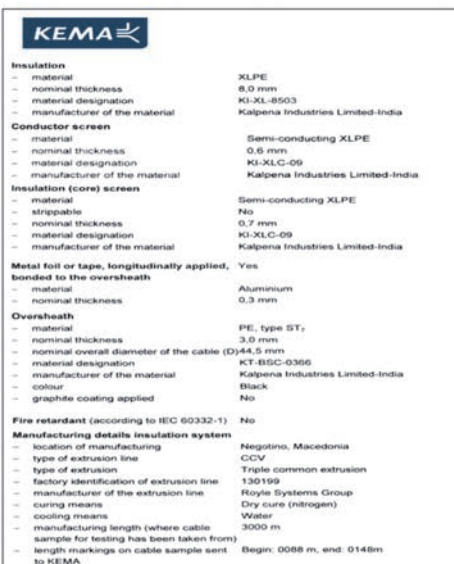 KEMA
Insulation
– material XLPE
– nominal thickness 8,0 mm
– material designation KI-XL-8503
– manufacturer of the material Kalpena Industries Limited-India
Conductor screen
– material Semi-conducting XLPE
– nominal thickness 0,6 mm
– material designation KI-XLC-09
– manufacturer of the material Kalpena Industries Limited-India
Insulation (core) screen
– material Semi-conducting XLPE
– strippable No
– nominal thickness 0,7 mm
– material designation KI-XLC-09
– manufacturer of the material Kalpena Industries Limited-India
Metal foil or tape, longitudinally applied, Yes
bonded to the oversheath
– material Aluminium
– nominal thickness 0,3 mm
Oversheath
– material PE, type ST₇
– nominal thickness 3,0 mm
– nominal overall diameter of the cable (D) 44,5 mm
– material designation KT-BSC-0366
– manufacturer of the material Kalpena Industries Limited-India
– colour Black
– graphite coating applied No
Fire retardant (according to IEC 60332-1) No
Manufacturing details insulation system
– location of manufacturing Negotino, Macedonia
– type of extrusion line CCV
– type of extrusion Triple common extrusion
– factory identification of extrusion line 130199
– manufacturer of the extrusion line Royle Systems Group
– curing means Dry cure (nitrogen)
– cooling means Water
– manufacturing length (where cable 3000 m
sample for testing has been taken from)
– length markings on cable sample sent Begin: 0088 m, end: 0148m
to KEMA